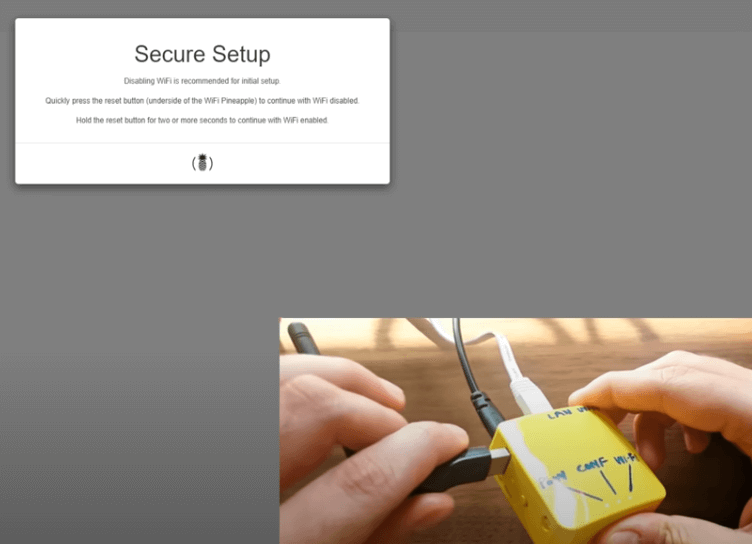 Secure Setup
Disabling WiFi is recommended for initial setup.
Quickly press the reset button (underside of the WiFi Pineapple) to continue with WiFi disabled.
Hold the reset button for two or more seconds to continue with WiFi enabled.
LAN
CONF Wi-Fi